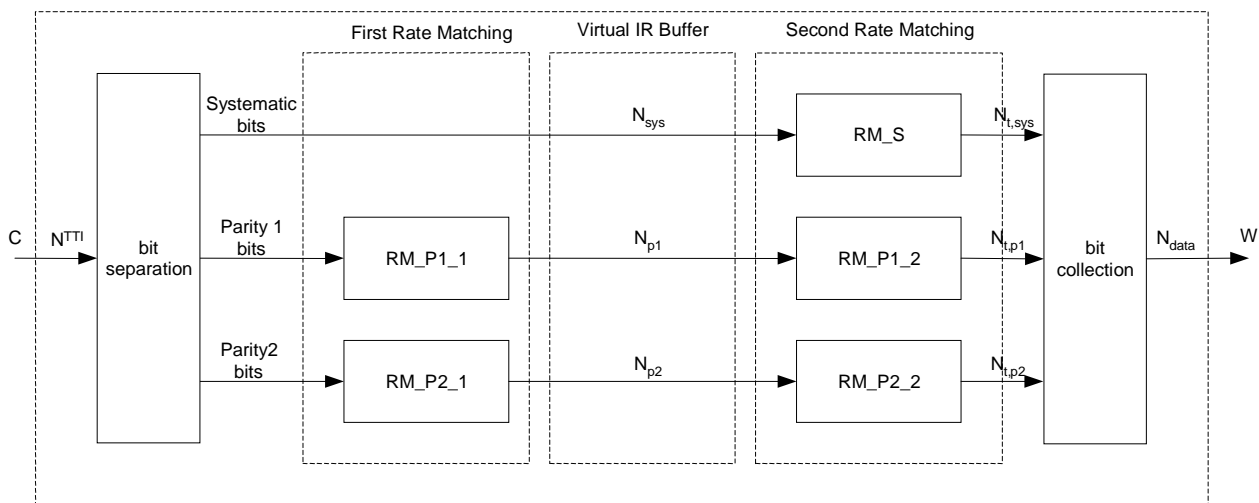 First Rate Matching
Virtual IR Buffer
Second Rate Matching
Systematic
bits
N_sys
RM_S
N_t,sys
C
N^TTI
bit
separation
Parity 1
bits
RM_P1_1
N_p1
RM_P1_2
N_t,p1
bit
collection
N_data
W
Parity2
bits
RM_P2_1
N_p2
RM_P2_2
N_t,p2